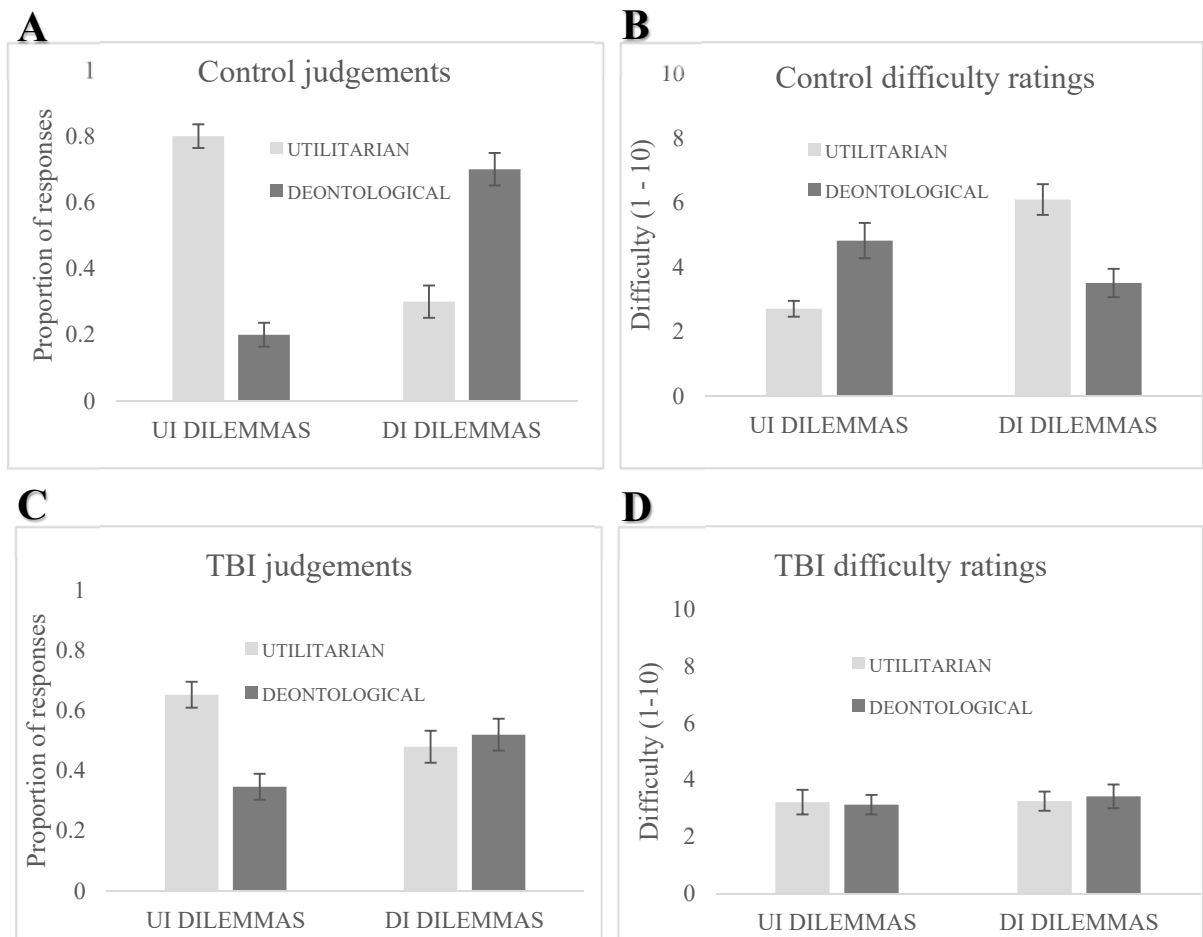 A
Control judgements
Proportion of responses
1
0.8
0.6
0.4
0.2
0
UTILITARIAN
DEONTOLOGICAL
UI DILEMMAS
DI DILEMMAS
B
Control difficulty ratings
Difficulty (1 - 10)
10
8
6
4
2
0
UTILITARIAN
DEONTOLOGICAL
UI DILEMMAS
DI DILEMMAS
C
TBI judgements
Proportion of responses
1
0.8
0.6
0.4
0.2
0
UTILITARIAN
DEONTOLOGICAL
UI DILEMMAS
DI DILEMMAS
D
TBI difficulty ratings
Difficulty (1-10)
10
8
6
4
2
0
UTILITARIAN
DEONTOLOGICAL
UI DILEMMAS
DI DILEMMAS